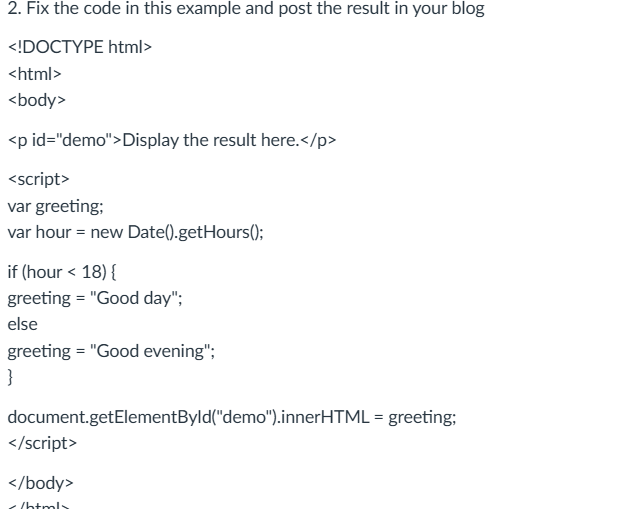 2. Fix the code in this example and post the result in your blog
<!DOCTYPE html>
<html>
<body>
<p id="demo">Display the result here.</p>
<script>
var greeting;
var hour = new Date().getHours();
if (hour < 18) {
greeting = "Good day";
else
greeting = "Good evening";
}
document.getElementById("demo").innerHTML = greeting;
</script>
</body>
</html>